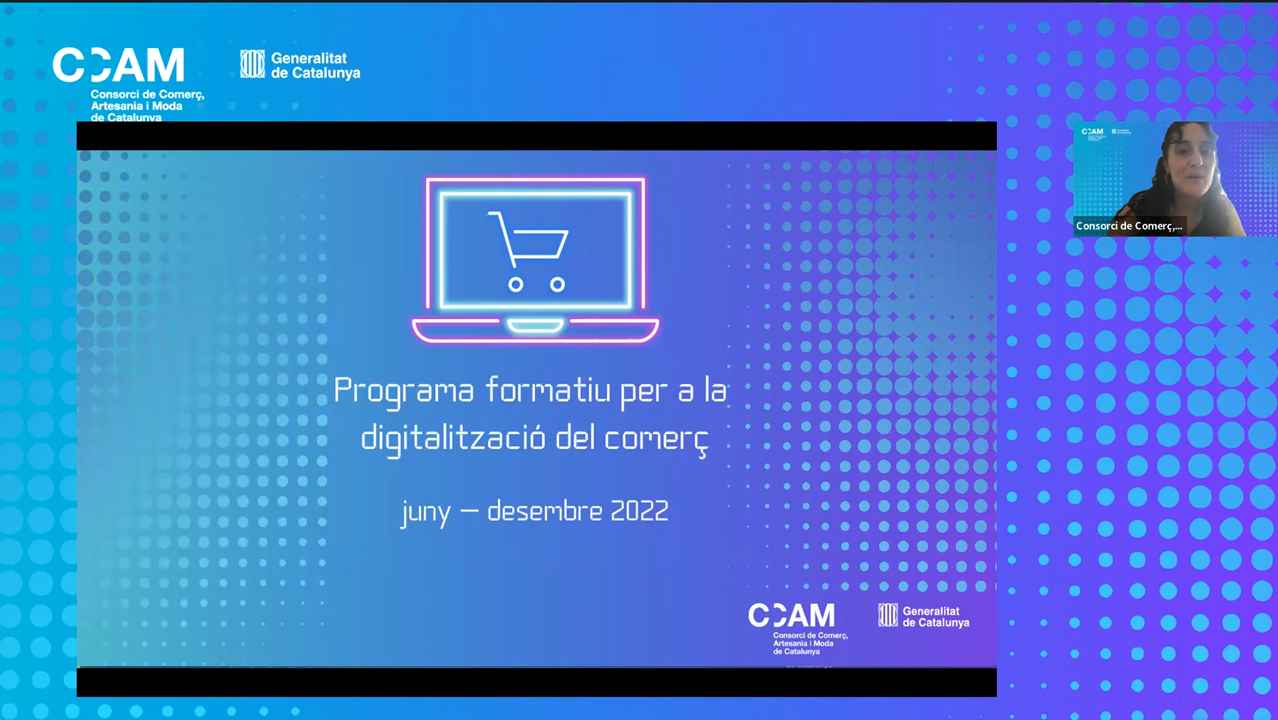 CCAM
Consorci de Comerç,
Artesania i Moda
de Catalunya
Generalitat
de Catalunya
CCAM
Consorci de Comerç,...
Programa formatiu per a la
digitalització del comerç
juny — desembre 2022
CCAM
Consorci de Comerç,
Artesania i Moda
de Catalunya
Generalitat
de Catalunya